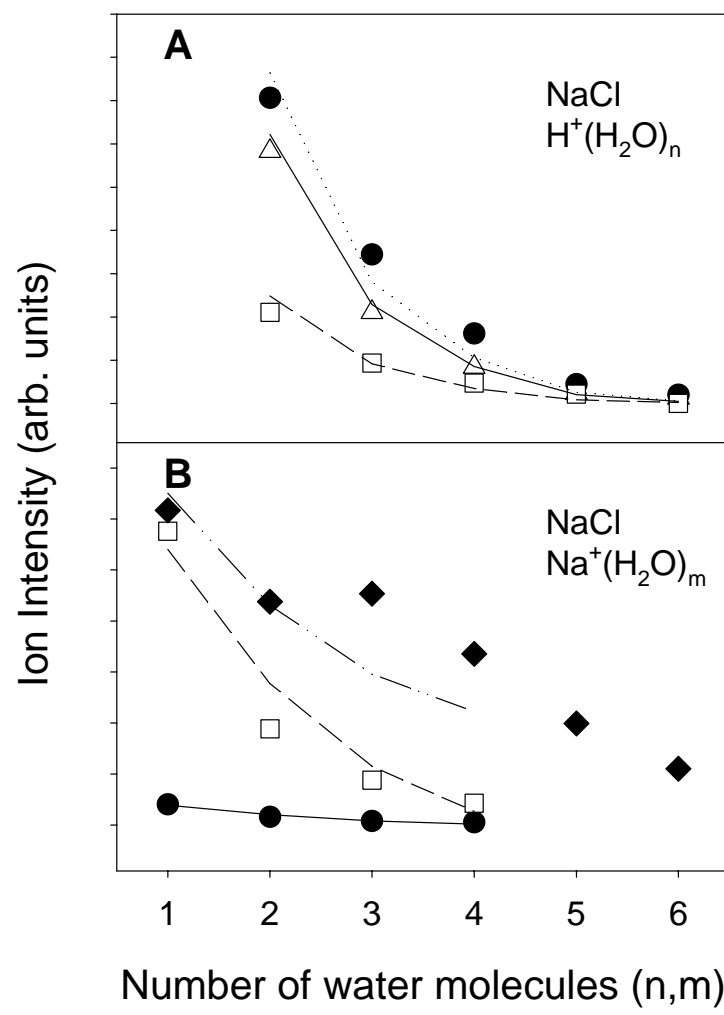 A
NaCl
H⁺(H₂O)ₙ
B
NaCl
Na⁺(H₂O)ₘ
Ion Intensity (arb. units)
1 2 3 4 5 6
Number of water molecules (n,m)